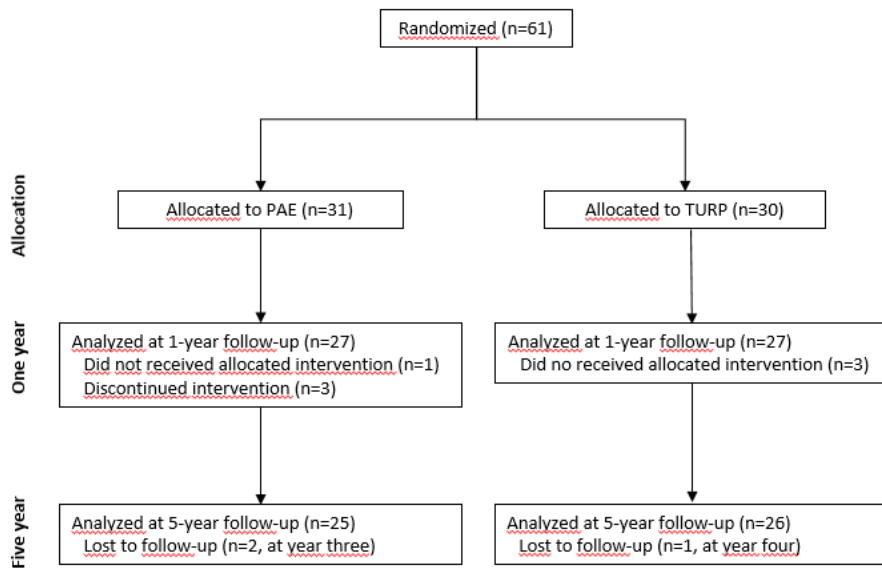 Randomized (n=61)
Allocation
Allocated to PAE (n=31)
Allocated to TURP (n=30)
One year
Analyzed at 1-year follow-up (n=27)
Did not received allocated intervention (n=1)
Discontinued intervention (n=3)
Analyzed at 1-year follow-up (n=27)
Did no received allocated intervention (n=3)
Five year
Analyzed at 5-year follow-up (n=25)
Lost to follow-up (n=2, at year three)
Analyzed at 5-year follow-up (n=26)
Lost to follow-up (n=1, at year four)